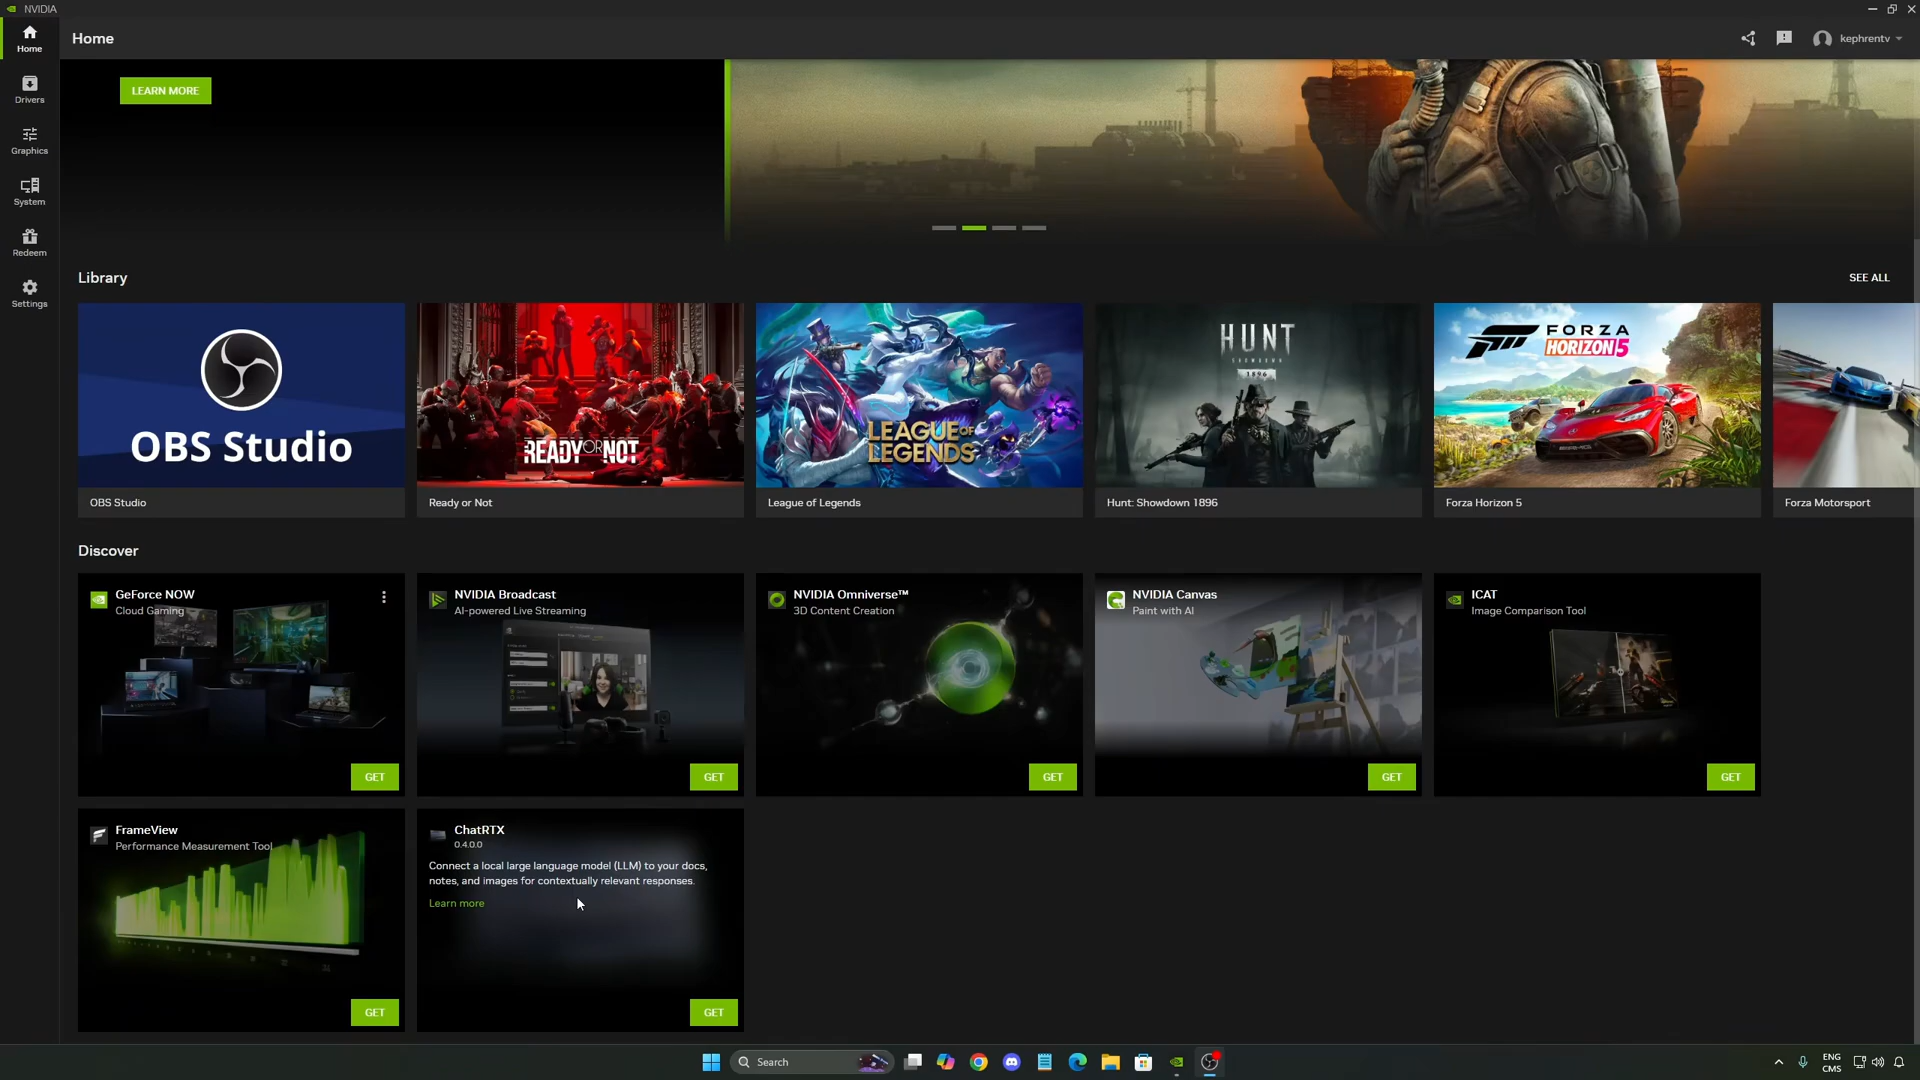 NVIDIA
Home
Home
kephrentv
Drivers
Graphics
System
Redeem
Settings
LEARN MORE
Library
SEE ALL
OBS Studio
READY OR NOT
LEAGUE OF
LEGENDS
HUNT
SHOWDOWN
1896
FORZA
HORIZON 5
OBS Studio
Ready or Not
League of Legends
Hunt: Showdown 1896
Forza Horizon 5
Forza Motorsport
Discover
GeForce NOW
Cloud Gaming
GET
NVIDIA Broadcast
AI-powered Live Streaming
GET
NVIDIA Omniverse™
3D Content Creation
GET
NVIDIA Canvas
Paint with AI
GET
ICAT
Image Comparison Tool
GET
FrameView
Performance Measurement Tool
GET
ChatRTX
0.4.0.0
Connect a local large language model (LLM) to your docs,
notes, and images for contextually relevant responses.
Learn more
GET
Search
ENG
CMS